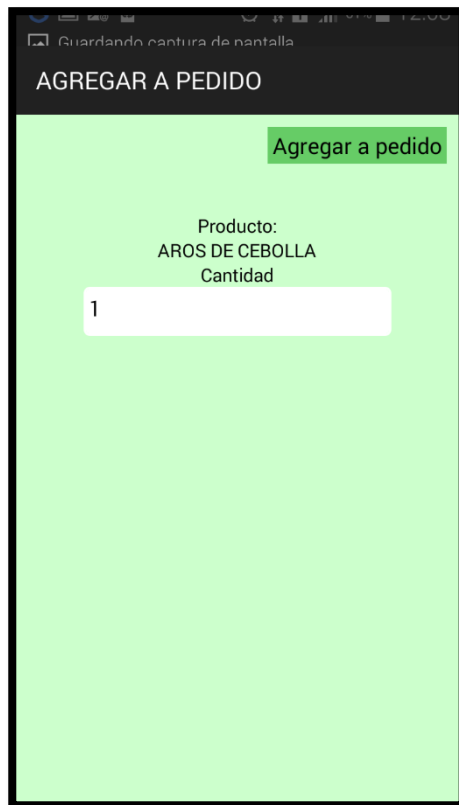 Guardando captura de pantalla
AGREGAR A PEDIDO
Agregar a pedido
Producto:
AROS DE CEBOLLA
Cantidad
1